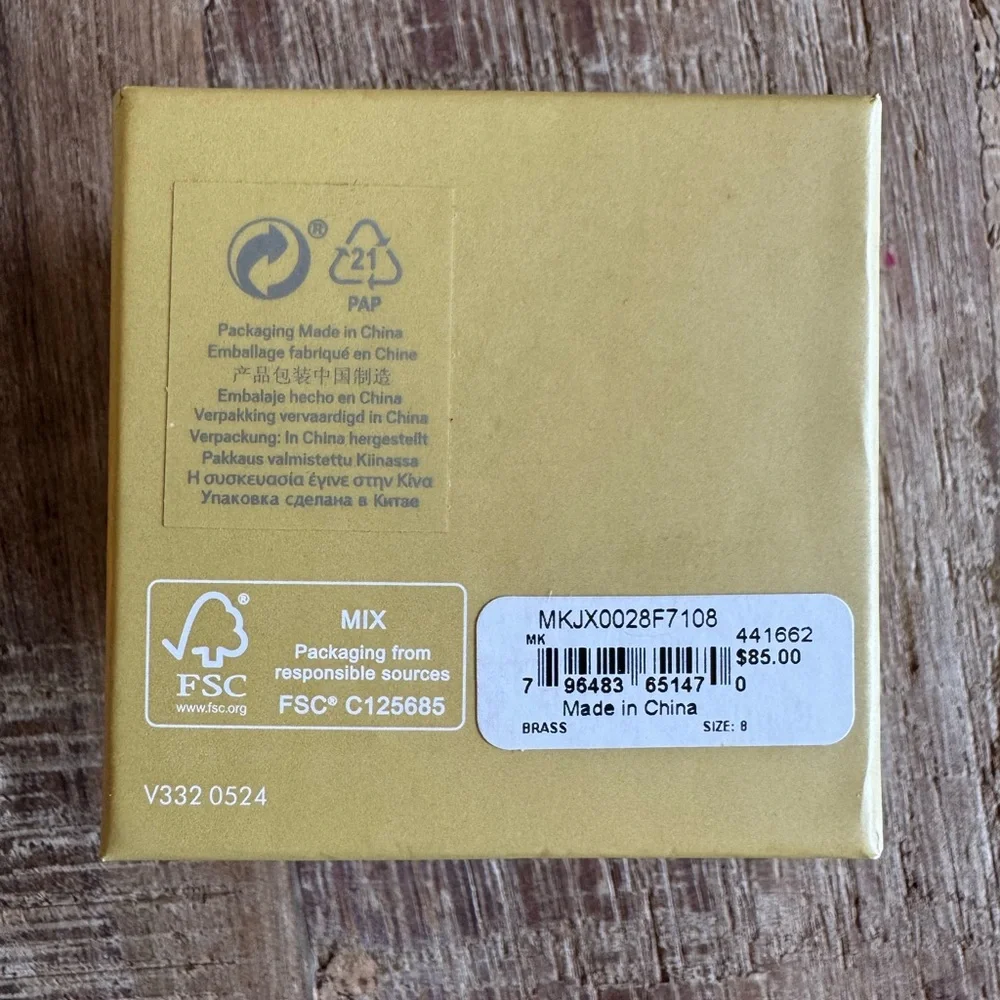 ®
21
PAP
Packaging Made in China
Emballage fabriqué en Chine
产品包装中国制造
Embalaje hecho en China
Verpakking vervaardigd in China
Verpackung: In China hergestellt
Pakkaus valmistettu Kiinassa
Η συσκευασία έγινε στην Κίνα
Упаковка сделана в Китае
®
FSC
www.fsc.org
MIX
Packaging from
responsible sources
FSC® C125685
MKJX0028F7108
MK
441662
$85.00
7 96483 65147 0
Made in China
BRASS SIZE: 8
V332 0524